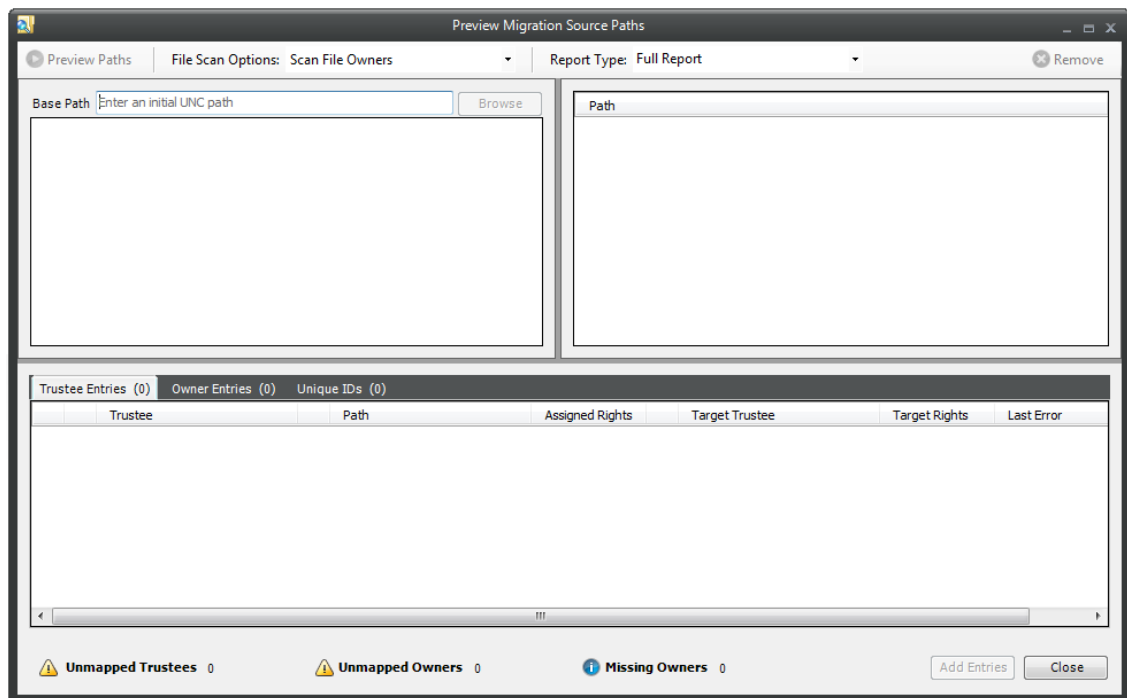 Preview Migration Source Paths
Preview Paths File Scan Options: Scan File Owners Report Type: Full Report Remove
Base Path Enter an initial UNC path Browse
Path
Trustee Entries (0) Owner Entries (0) Unique IDs (0)
Trustee Path Assigned Rights Target Trustee Target Rights Last Error
Unmapped Trustees 0 Unmapped Owners 0 Missing Owners 0 Add Entries Close